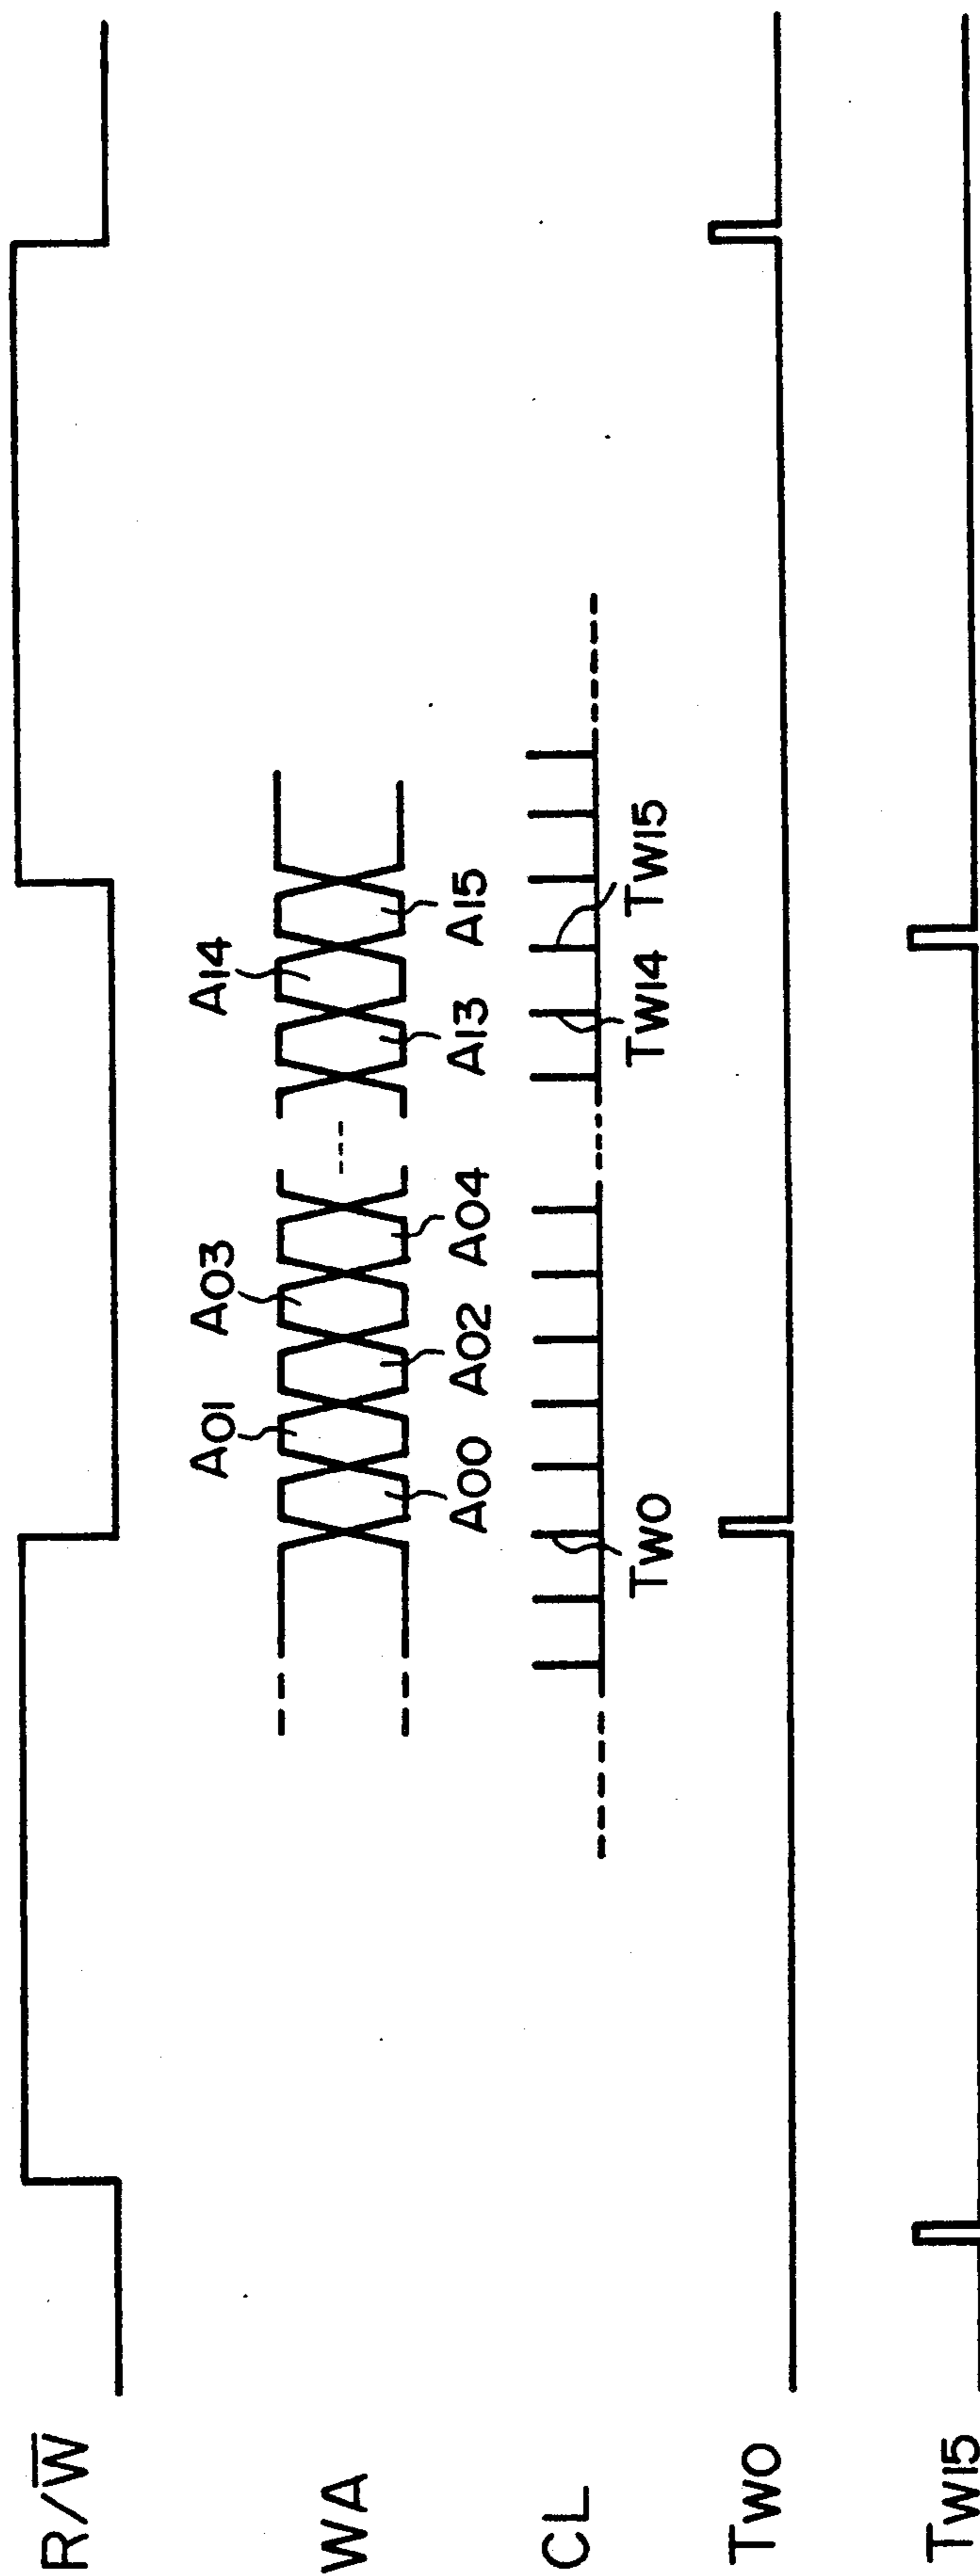 R/W̅
A01 A03 A14
WA
A00 A02 A04 A13 A15
CL
TW0 TW14 TW15
TW0
TW15